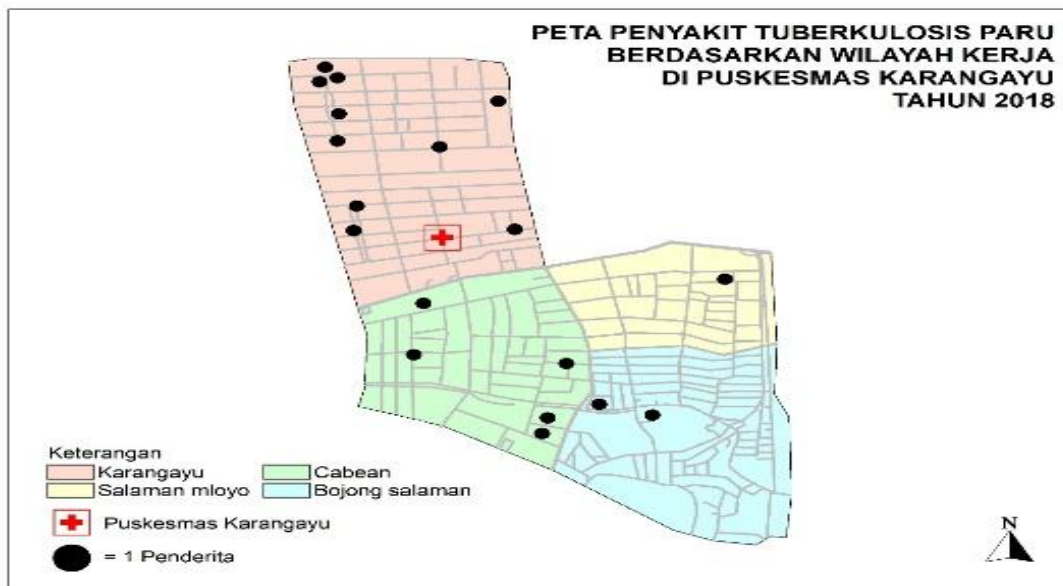 PETA PENYAKIT TUBERKULOSIS PARU
BERDASARKAN WILAYAH KERJA
DI PUSKESMAS KARANGAYU
TAHUN 2018
Keterangan
Karangayu
Cabean
Salaman mloyo
Bojong salaman
Puskesmas Karangayu
= 1 Penderita
N